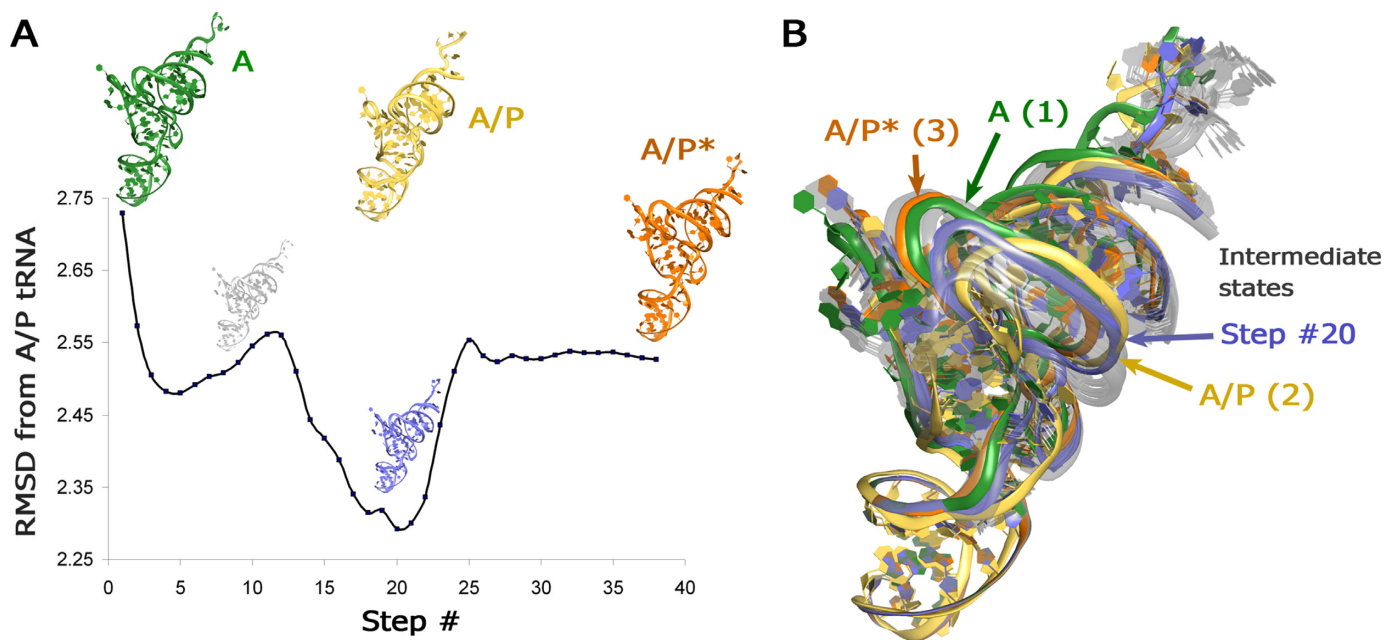 A
A
A/P
A/P*
RMSD from A/P tRNA
2.75
2.65
2.55
2.45
2.35
2.25
0
5
10
15
20
25
30
35
40
Step #
B
A/P* (3)
A (1)
Intermediate
states
Step #20
A/P (2)